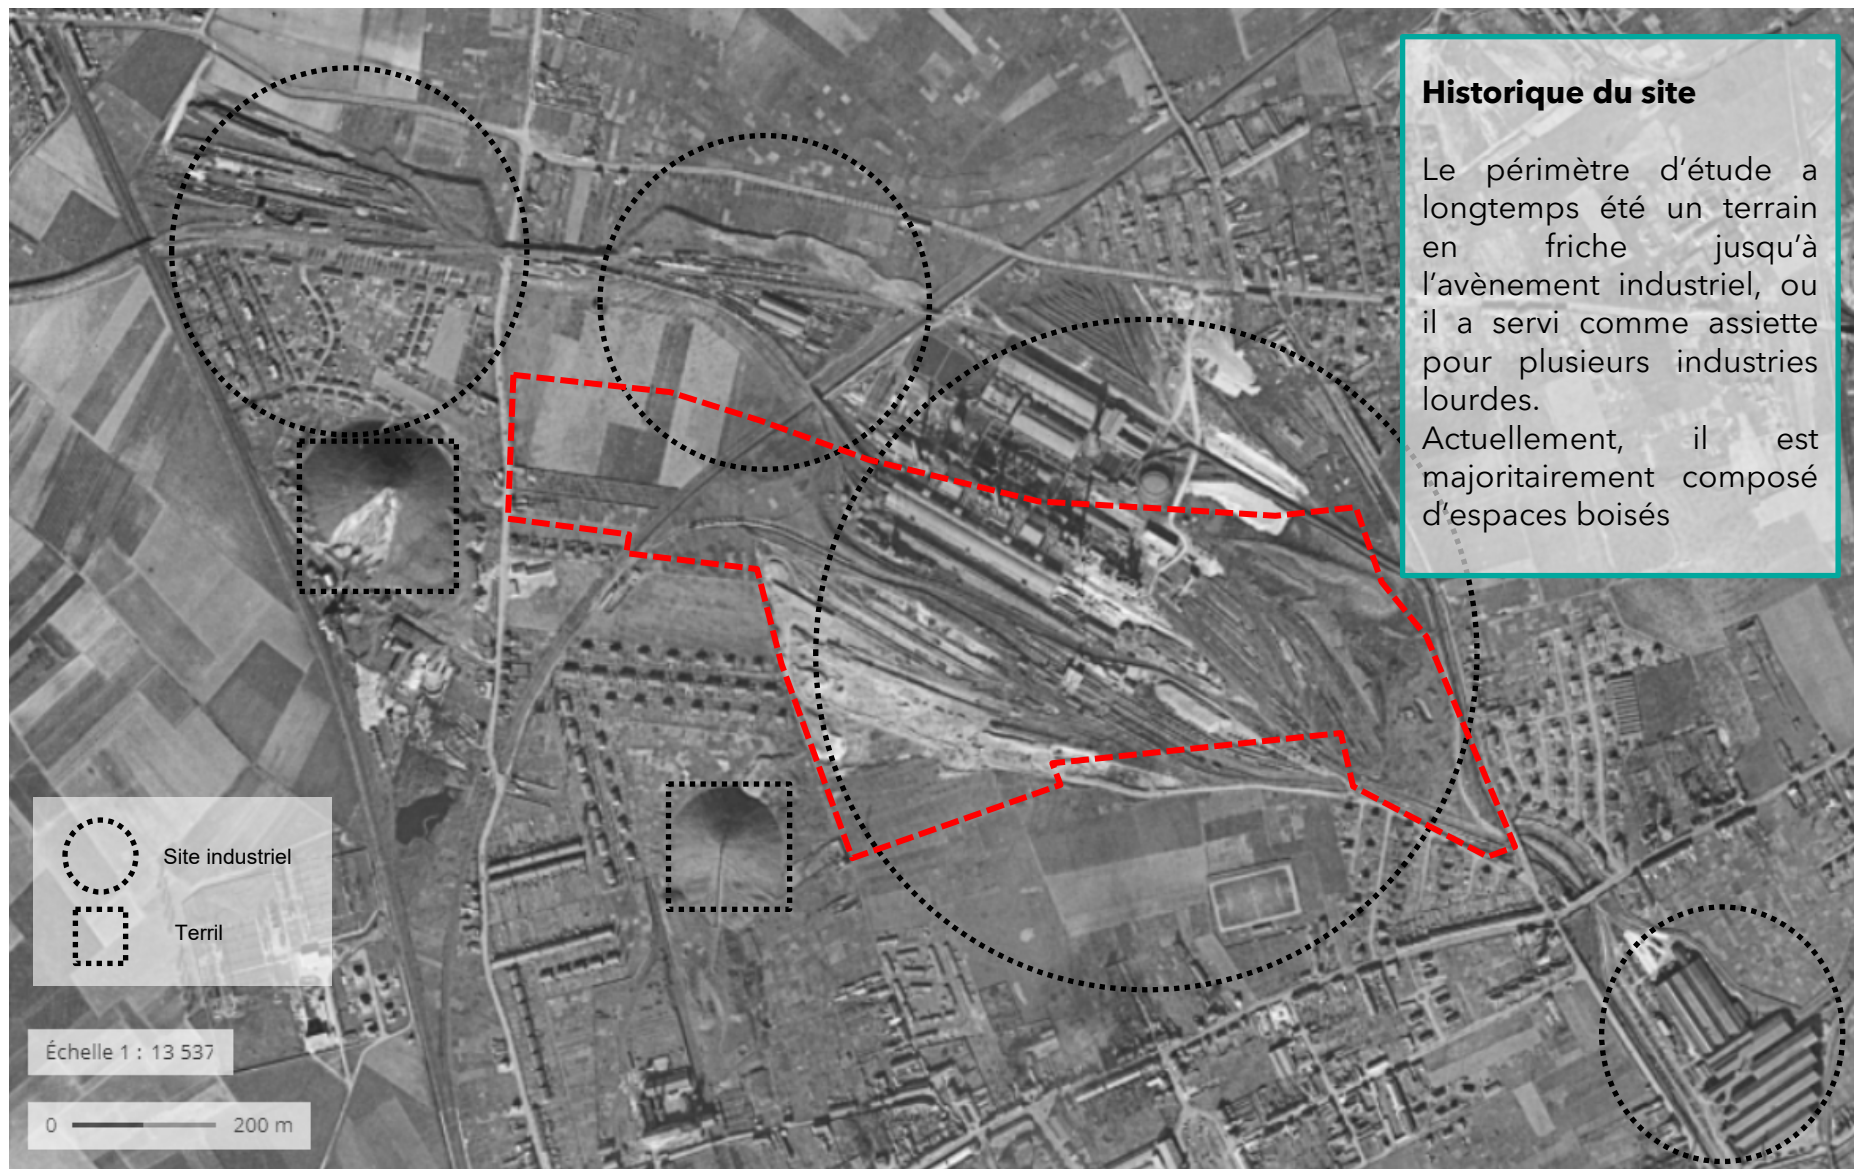 Historique du site
Le périmètre d'étude a
longtemps été un terrain
en friche jusqu'à
l'avènement industriel, ou
il a servi comme assiette
pour plusieurs industries
lourdes.
Actuellement, il est
majoritairement composé
d'espaces boisés
Site industriel
Terril
Échelle 1 : 13 537
0 200 m